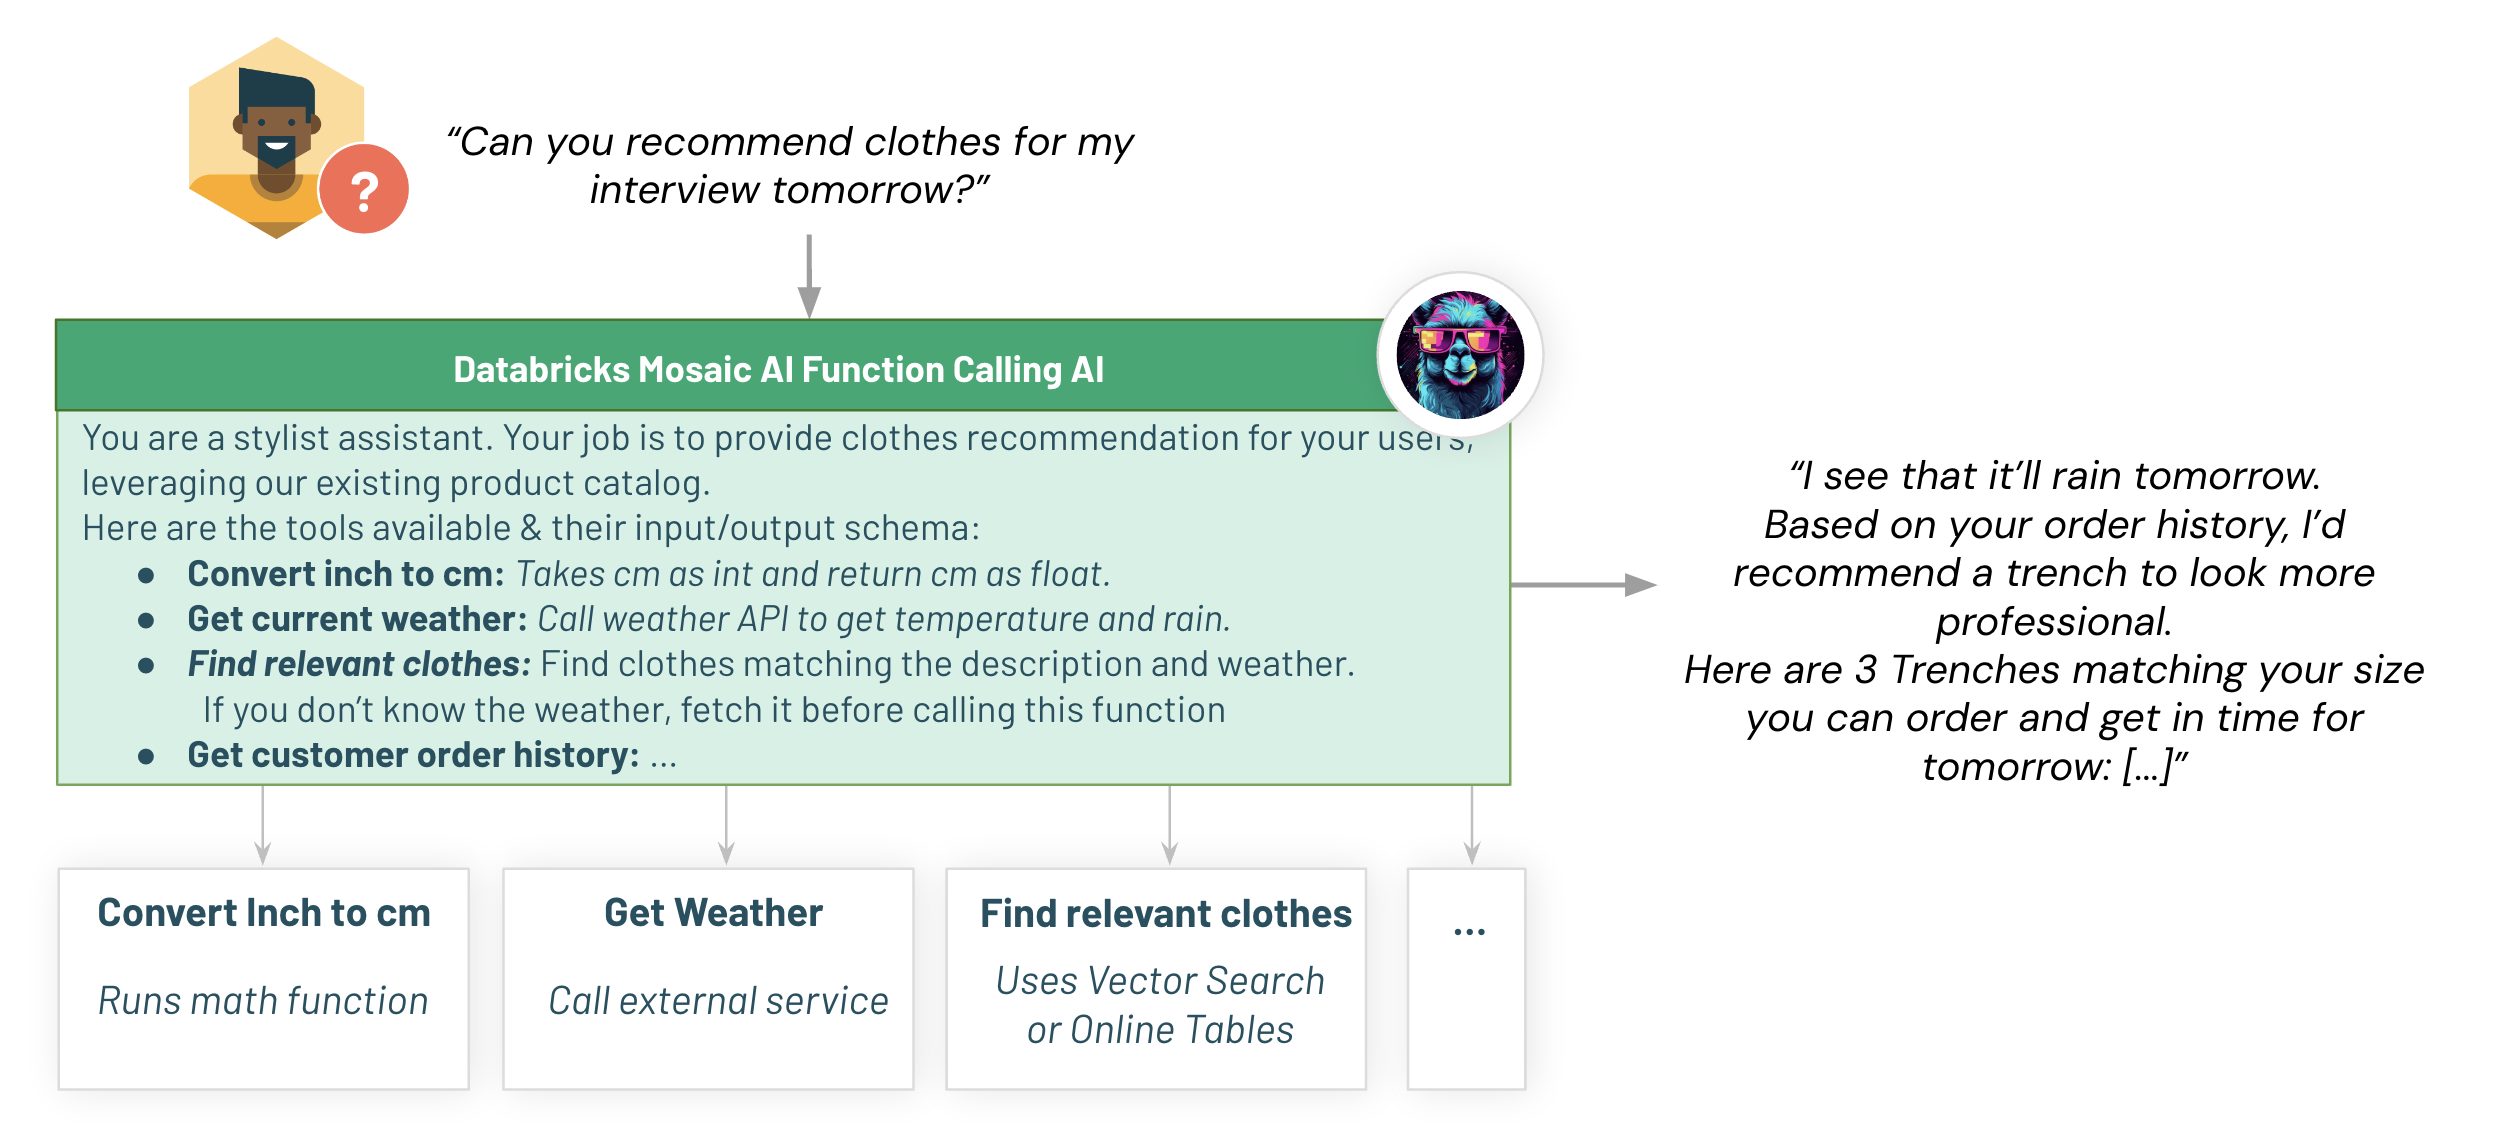 “Can you recommend clothes for my
interview tomorrow?”
?
Databricks Mosaic AI Function Calling AI
You are a stylist assistant. Your job is to provide clothes recommendation for your users,
leveraging our existing product catalog.
Here are the tools available & their input/output schema:
● Convert inch to cm: Takes cm as int and return cm as float.
● Get current weather: Call weather API to get temperature and rain.
● Find relevant clothes: Find clothes matching the description and weather.
If you don’t know the weather, fetch it before calling this function
● Get customer order history: ...
“I see that it’ll rain tomorrow.
Based on your order history, I’d
recommend a trench to look more
professional.
Here are 3 Trenches matching your size
you can order and get in time for
tomorrow: [...]”
Convert Inch to cm
Runs math function
Get Weather
Call external service
Find relevant clothes
Uses Vector Search
or Online Tables
...